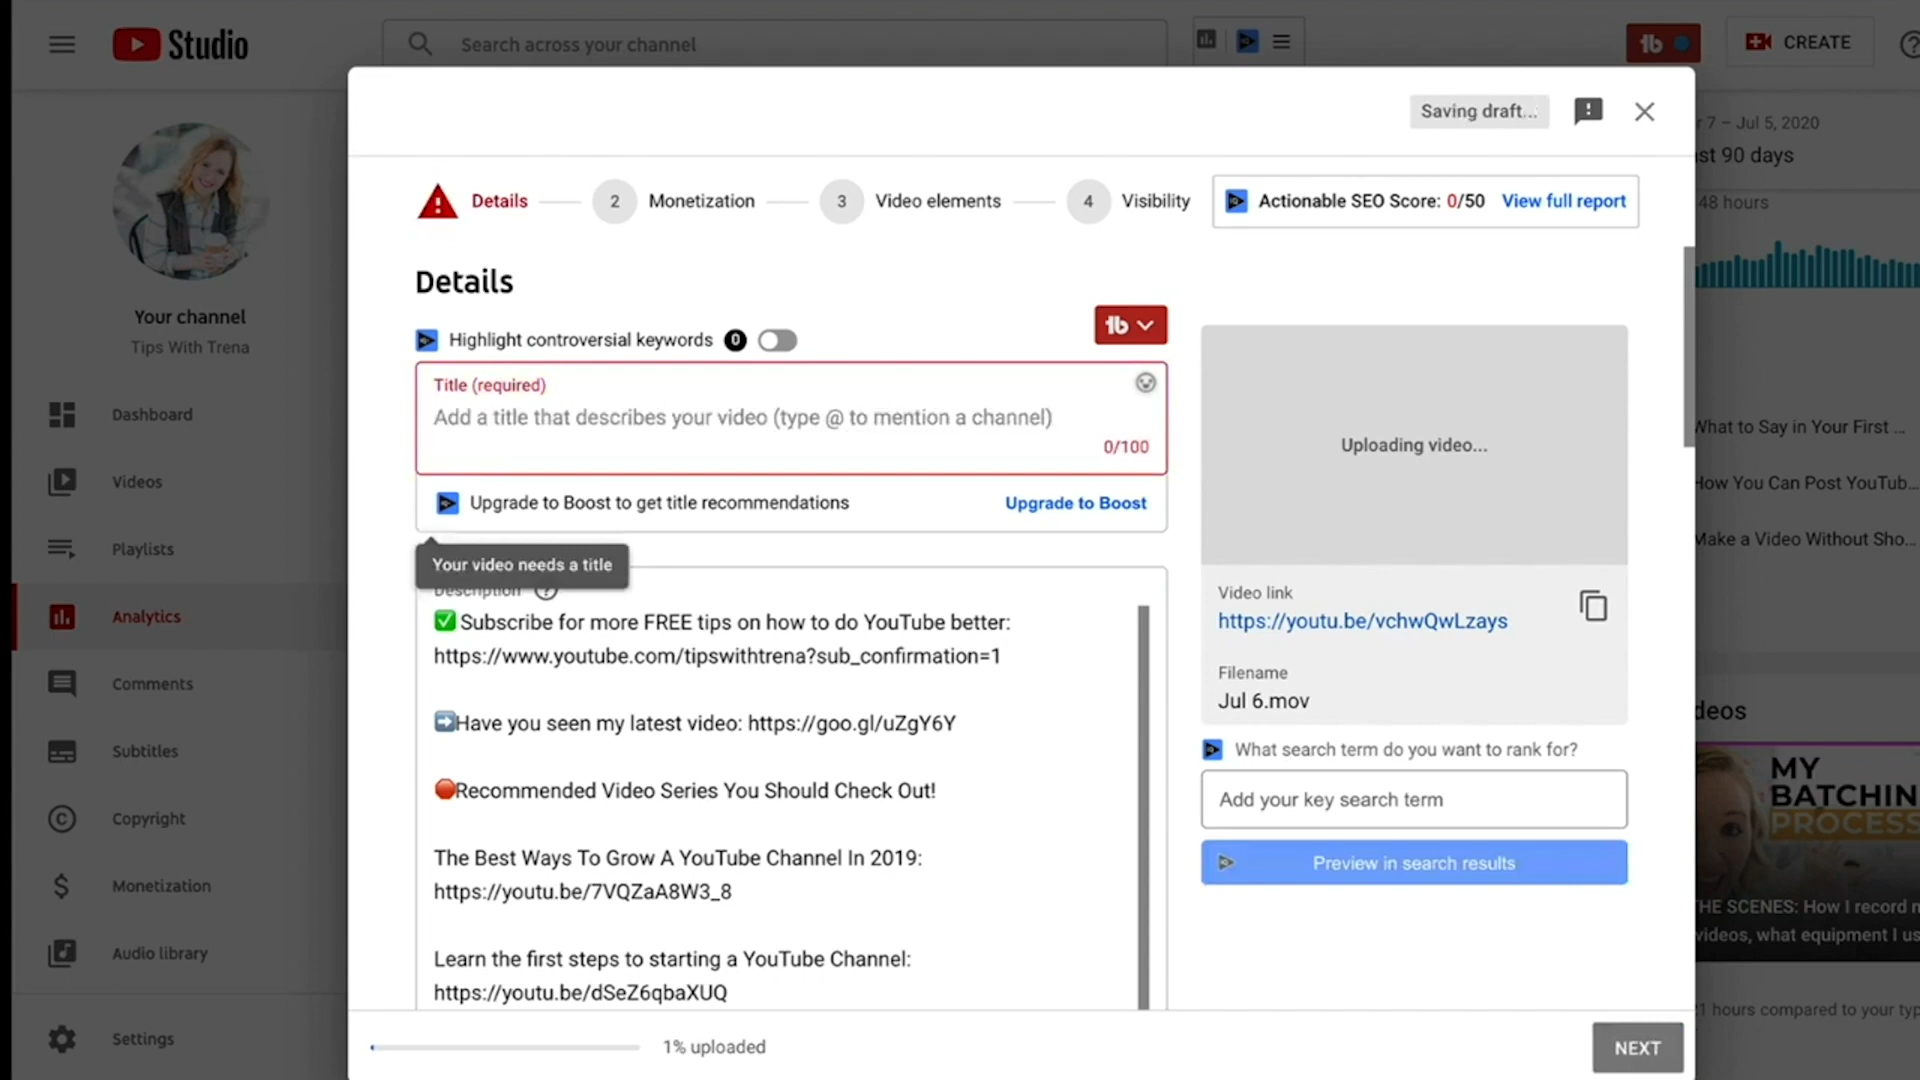 Studio
Search across your channel
CREATE
Saving draft...
Details
2 Monetization
3 Video elements
4 Visibility
Actionable SEO Score: 0/50 View full report
7 – Jul 5, 2020
90 days
48 hours
Your channel
Tips With Trena
Dashboard
Videos
Playlists
Analytics
Comments
Subtitles
Copyright
Monetization
Audio library
Settings
Details
Highlight controversial keywords 0
Title (required)
Add a title that describes your video (type @ to mention a channel)
0/100
Upgrade to Boost to get title recommendations Upgrade to Boost
Your video needs a title
Description
✅ Subscribe for more FREE tips on how to do YouTube better:
https://www.youtube.com/tipswithtrena?sub_confirmation=1
➡️Have you seen my latest video: https://goo.gl/uZgY6Y
🛑Recommended Video Series You Should Check Out!
The Best Ways To Grow A YouTube Channel In 2019:
https://youtu.be/7VQZaA8W3_8
Learn the first steps to starting a YouTube Channel:
https://youtu.be/dSeZ6qbaXUQ
Uploading video...
Video link
https://youtu.be/vchwQwLzays
Filename
Jul 6.mov
What search term do you want to rank for?
Add your key search term
Preview in search results
What to Say in Your First ...
How You Can Post YouTub...
Make a Video Without Sho...
MY
BATCHIN
PROCESS
THE SCENES: How I record
videos, what equipment I
hours compared to your
1% uploaded
NEXT